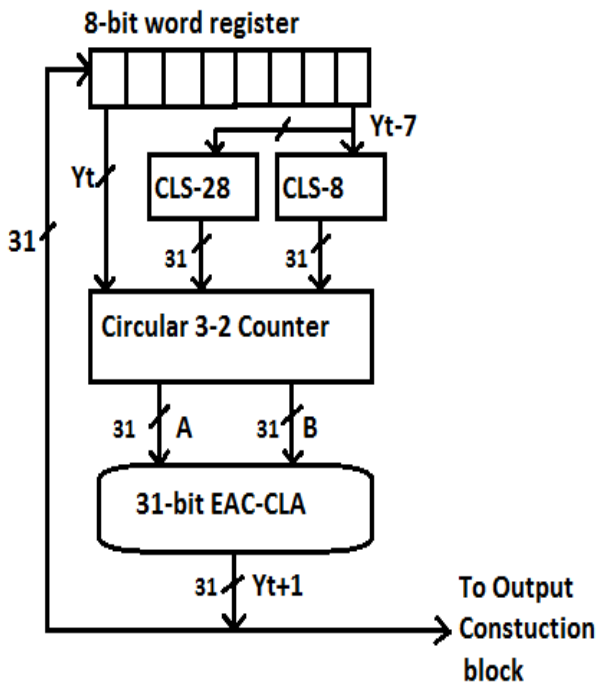 8-bit word register
Yt-7
Yt
CLS-28
CLS-8
31
31
31
Circular 3-2 Counter
31
A
31
B
31-bit EAC-CLA
31
Yt+1
To Output
Constuction
block